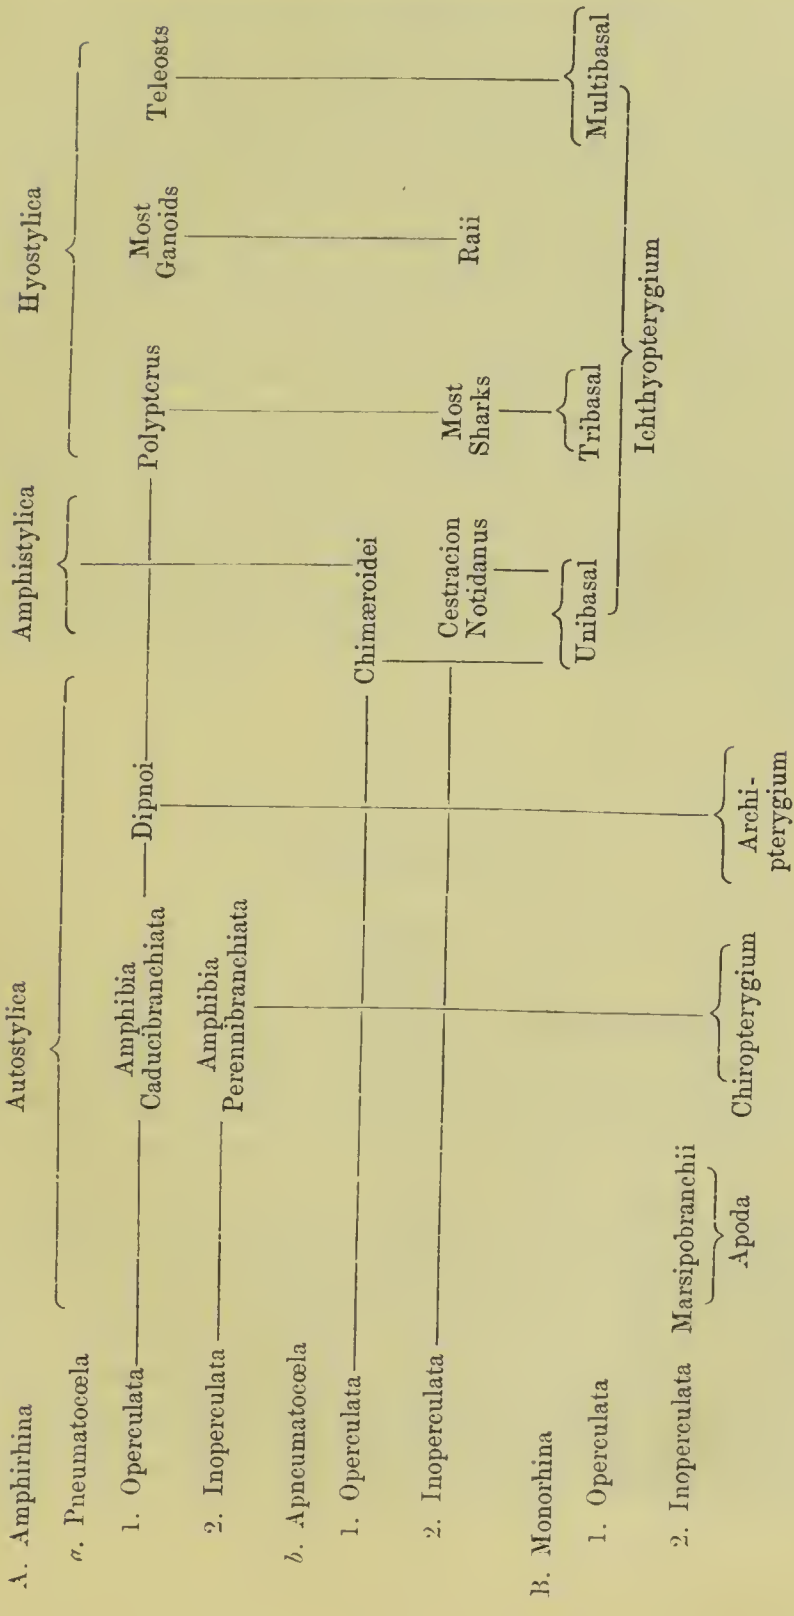 A. Amphirhina
Autostylica
Amphistylica
Hyostylica
a. Pneumatocœla
1. Operculata
Amphibia
Caducibranchiata
Dipnoi
Polypterus
Most
Ganoids
Teleosts
2. Inoperculata
Amphibia
Perennibranchiata
b. Apneumatocœla
1. Operculata
Chimæroidei
2. Inoperculata
Cestracion
Notidanus
Most
Sharks
Raii
B. Monorhina
Unibasal
Tribasal
Multibasal
1. Operculata
Ichthyopterygium
2. Inoperculata
Marsipobranchii
Apoda
Chiropterygium
Archi-
pterygium